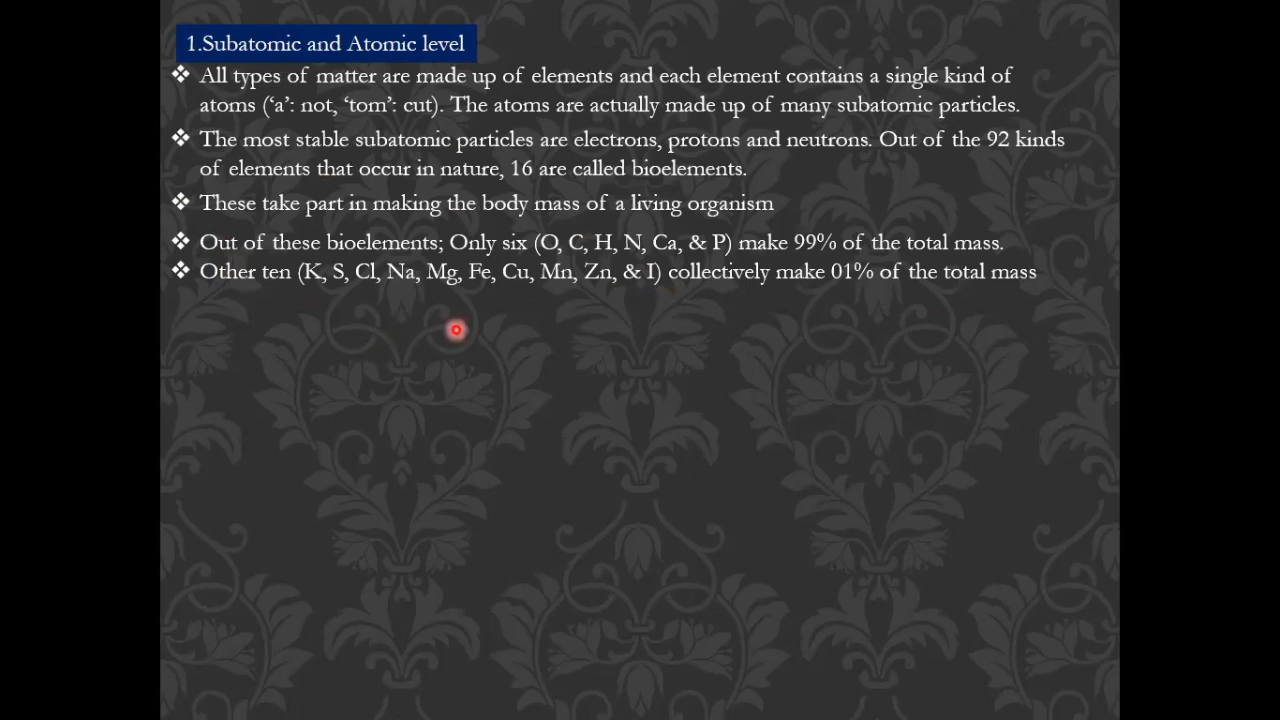 1.Subatomic and Atomic level
❖ All types of matter are made up of elements and each element contains a single kind of
atoms (‘a’: not, ‘tom’: cut). The atoms are actually made up of many subatomic particles.
❖ The most stable subatomic particles are electrons, protons and neutrons. Out of the 92 kinds
of elements that occur in nature, 16 are called bioelements.
❖ These take part in making the body mass of a living organism
❖ Out of these bioelements; Only six (O, C, H, N, Ca, & P) make 99% of the total mass.
❖ Other ten (K, S, Cl, Na, Mg, Fe, Cu, Mn, Zn, & I) collectively make 01% of the total mass